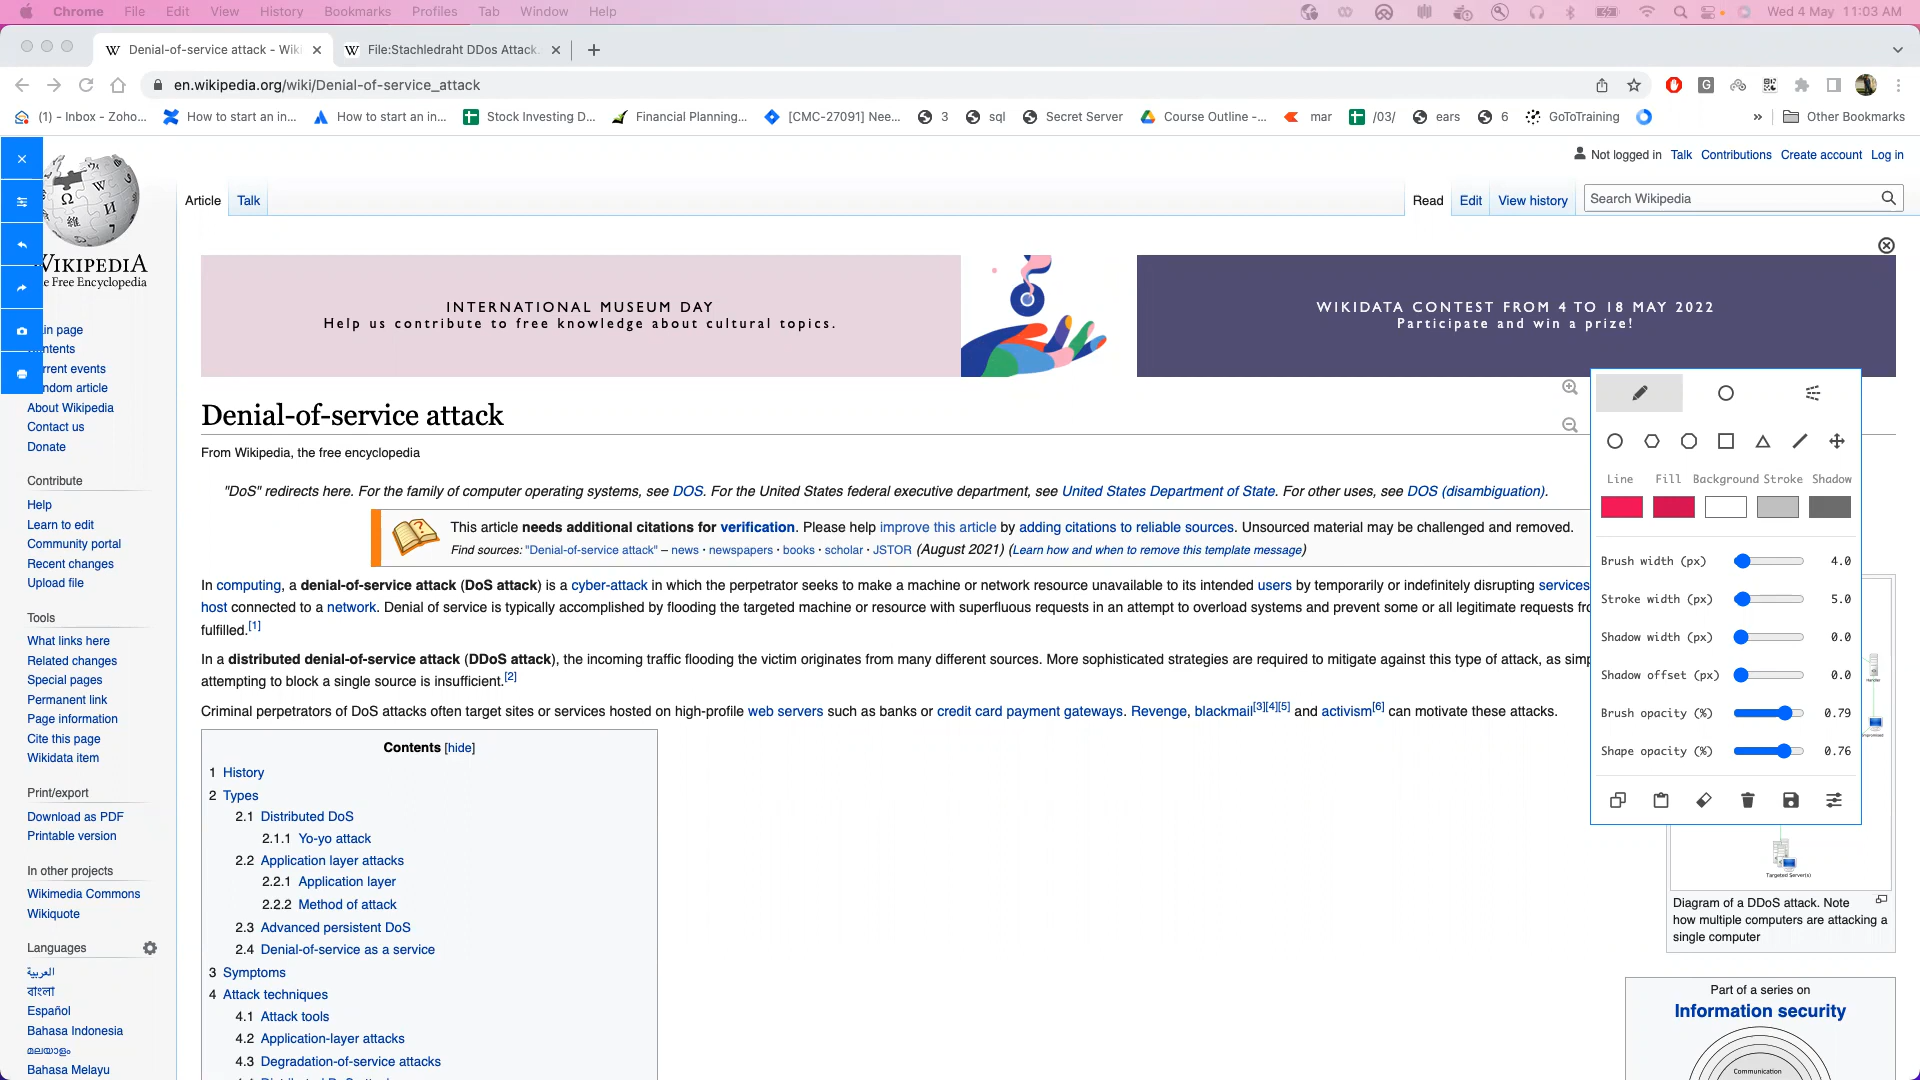 Chrome File Edit View History Bookmarks Profiles Tab Window Help Wed 4 May 11:03 AM
Denial-of-service attack - Wiki File:Stachledraht DDos Attack.
en.wikipedia.org/wiki/Denial-of-service_attack
(1) - Inbox - Zoho... How to start an in... How to start an in... Stock Investing D... Financial Planning... [CMC-27091] Nee... 3 sql Secret Server Course Outline -... mar /03/ ears 6 GoToTraining » Other Bookmarks
Not logged in Talk Contributions Create account Log in
Article Talk Read Edit View history Search Wikipedia
WIKIPEDIA
e Free Encyclopedia
in page
ntents
rrent events
ndom article
About Wikipedia
Contact us
Donate
Contribute
Help
Learn to edit
Community portal
Recent changes
Upload file
Tools
What links here
Related changes
Special pages
Permanent link
Page information
Cite this page
Wikidata item
Print/export
Download as PDF
Printable version
In other projects
Wikimedia Commons
Wikiquote
Languages
العربية
বাংলা
Español
Bahasa Indonesia
മലയാളം
Bahasa Melayu
INTERNATIONAL MUSEUM DAY
Help us contribute to free knowledge about cultural topics.
WIKIDATA CONTEST FROM 4 TO 18 MAY 2022
Participate and win a prize!
Denial-of-service attack
From Wikipedia, the free encyclopedia
"DoS" redirects here. For the family of computer operating systems, see DOS. For the United States federal executive department, see United States Department of State. For other uses, see DOS (disambiguation).
This article needs additional citations for verification. Please help improve this article by adding citations to reliable sources. Unsourced material may be challenged and removed.
Find sources: "Denial-of-service attack" – news · newspapers · books · scholar · JSTOR (August 2021) (Learn how and when to remove this template message)
In computing, a denial-of-service attack (DoS attack) is a cyber-attack in which the perpetrator seeks to make a machine or network resource unavailable to its intended users by temporarily or indefinitely disrupting services
host connected to a network. Denial of service is typically accomplished by flooding the targeted machine or resource with superfluous requests in an attempt to overload systems and prevent some or all legitimate requests fro
fulfilled.[1]
In a distributed denial-of-service attack (DDoS attack), the incoming traffic flooding the victim originates from many different sources. More sophisticated strategies are required to mitigate against this type of attack, as simp
attempting to block a single source is insufficient.[2]
Criminal perpetrators of DoS attacks often target sites or services hosted on high-profile web servers such as banks or credit card payment gateways. Revenge, blackmail[3][4][5] and activism[6] can motivate these attacks.
Contents [hide]
1 History
2 Types
2.1 Distributed DoS
2.1.1 Yo-yo attack
2.2 Application layer attacks
2.2.1 Application layer
2.2.2 Method of attack
2.3 Advanced persistent DoS
2.4 Denial-of-service as a service
3 Symptoms
4 Attack techniques
4.1 Attack tools
4.2 Application-layer attacks
4.3 Degradation-of-service attacks
Line Fill Background Stroke Shadow
Brush width (px) 4.0
Stroke width (px) 5.0
Shadow width (px) 0.0
Shadow offset (px) 0.0
Brush opacity (%) 0.79
Shape opacity (%) 0.76
Handler
Targeted Server(s)
Diagram of a DDoS attack. Note
how multiple computers are attacking a
single computer
Part of a series on
Information security
Communication